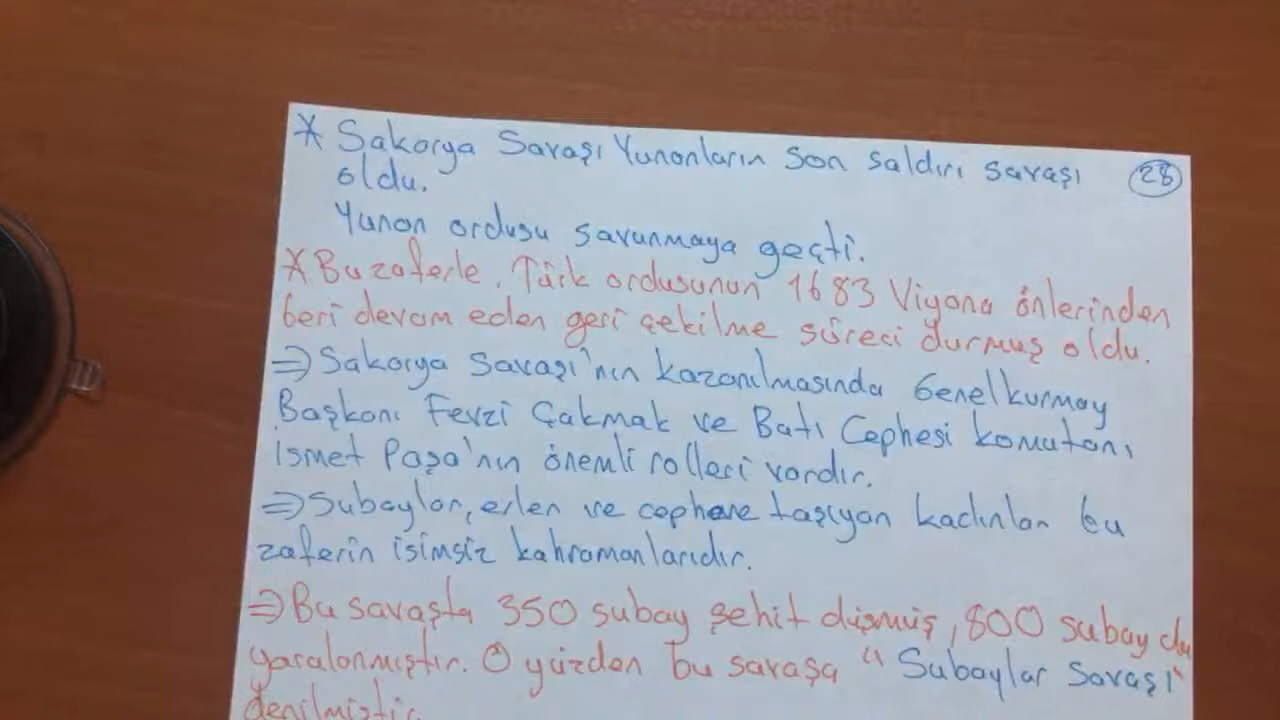 * Sakarya Savaşı Yunanların son saldırı savaşı
28
oldu.
Yunan ordusu savunmaya geçti.
* Bu zaferle, Türk ordusunun 1683 Viyana önlerinden
beri devam eden geri çekilme süreci durmuş oldu.
⇒ Sakarya Savaşı'nın kazanılmasında Genelkurmay
Başkanı Fevzi Çakmak ve Batı Cephesi komutanı
İsmet Paşa'nın önemli rolleri vardır.
⇒ Subaylar, erler ve cephane taşıyan kadınlar bu
zaferin isimsiz kahramanlarıdır.
⇒ Bu savaşta 350 subay şehit düşmüş, 800 subay da
yaralanmıştır. O yüzden bu savaşa "Subaylar Savaşı"
denilmiştir.